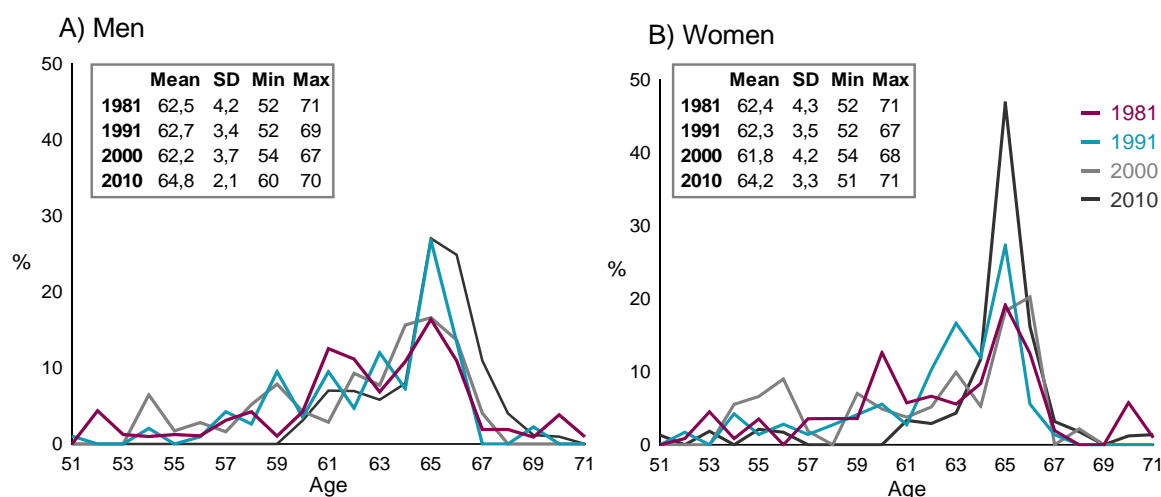 A) Men
50
40
30
20
10
0
%
Mean SD Min Max
1981 62,5 4,2 52 71
1991 62,7 3,4 52 69
2000 62,2 3,7 54 67
2010 64,8 2,1 60 70
51 53 55 57 59 61 63 65 67 69 71
Age
B) Women
50
40
30
20
10
0
%
Mean SD Min Max
1981 62,4 4,3 52 71
1991 62,3 3,5 52 67
2000 61,8 4,2 54 68
2010 64,2 3,3 51 71
51 53 55 57 59 61 63 65 67 69 71
Age
1981
1991
2000
2010